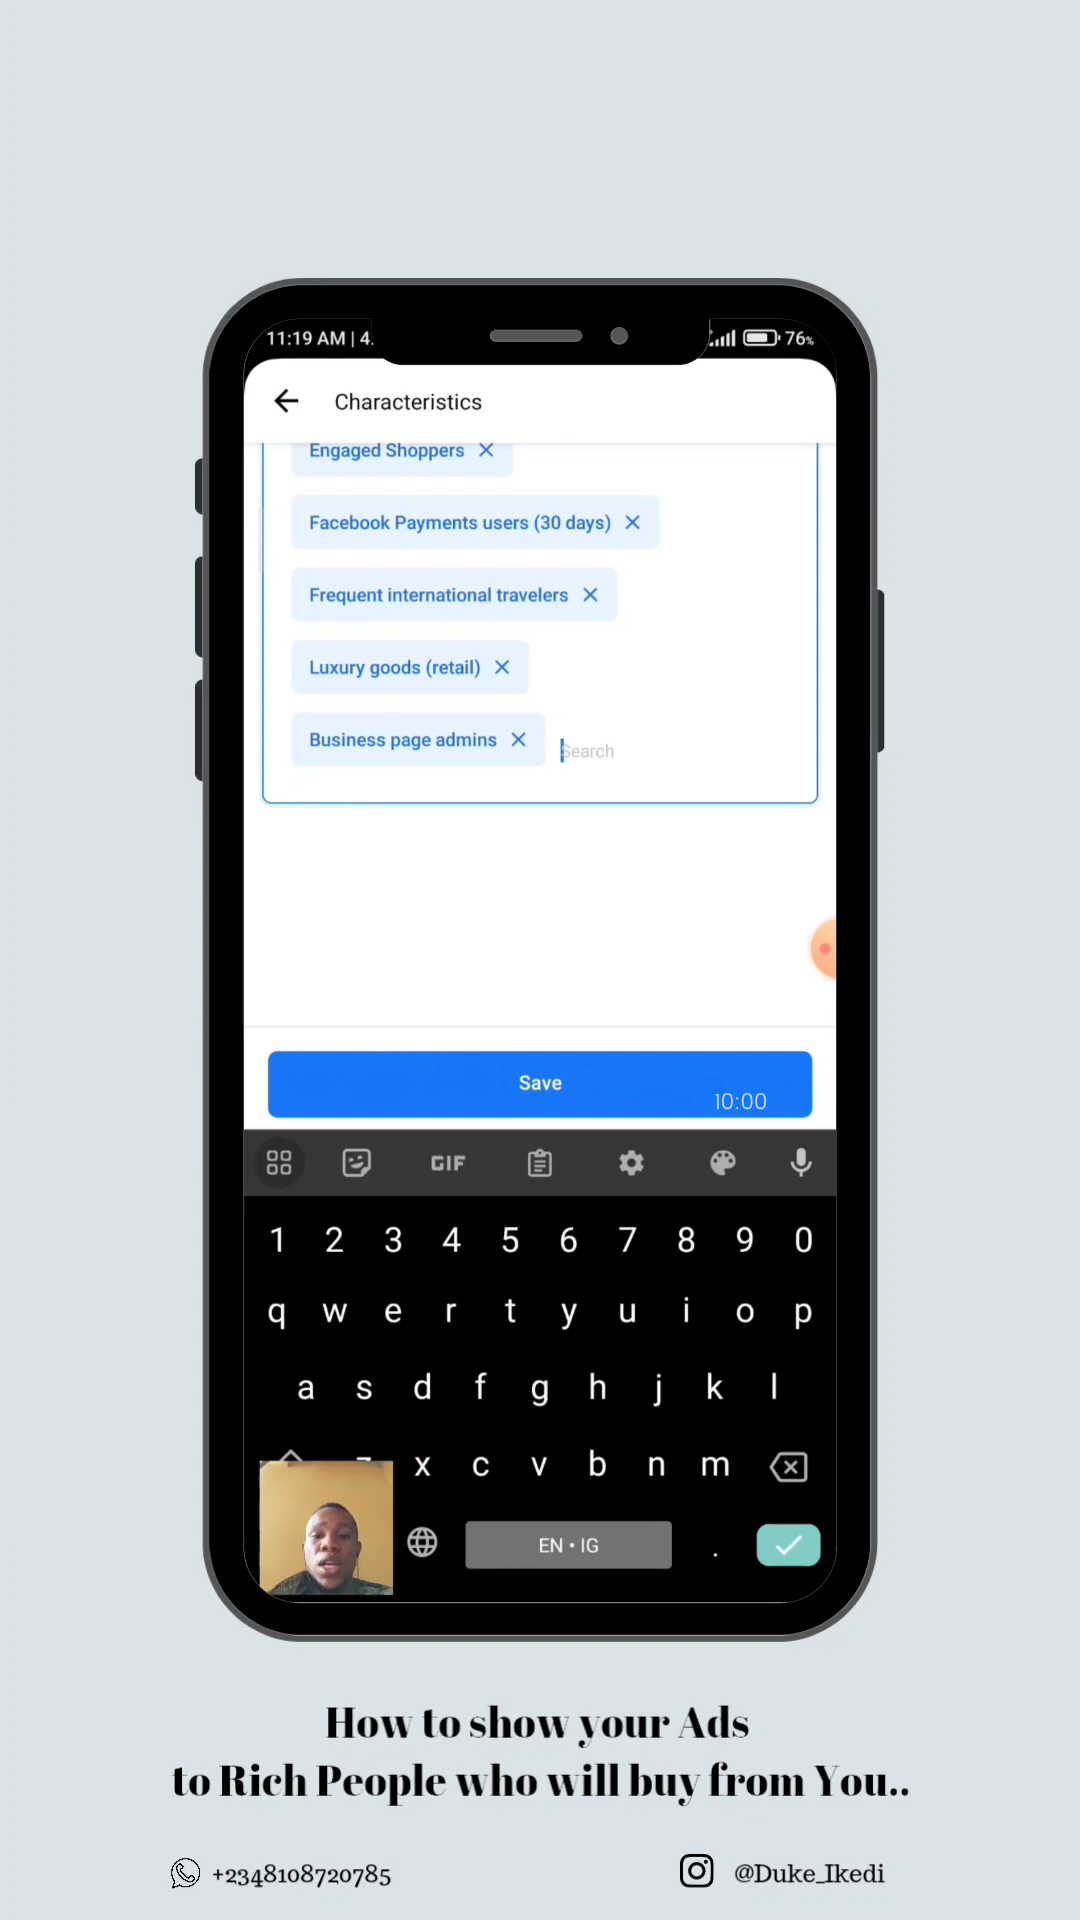 11:19 AM | 4.
76%
Characteristics
Engaged Shoppers
Facebook Payments users (30 days)
Frequent international travelers
Luxury goods (retail)
Business page admins
Search
Save
10:00
GIF
1 2 3 4 5 6 7 8 9 0
q w e r t y u i o p
a s d f g h j k l
z x c v b n m
EN • IG
.
How to show your Ads
to Rich People who will buy from You..
+2348108720785
@Duke_Ikedi